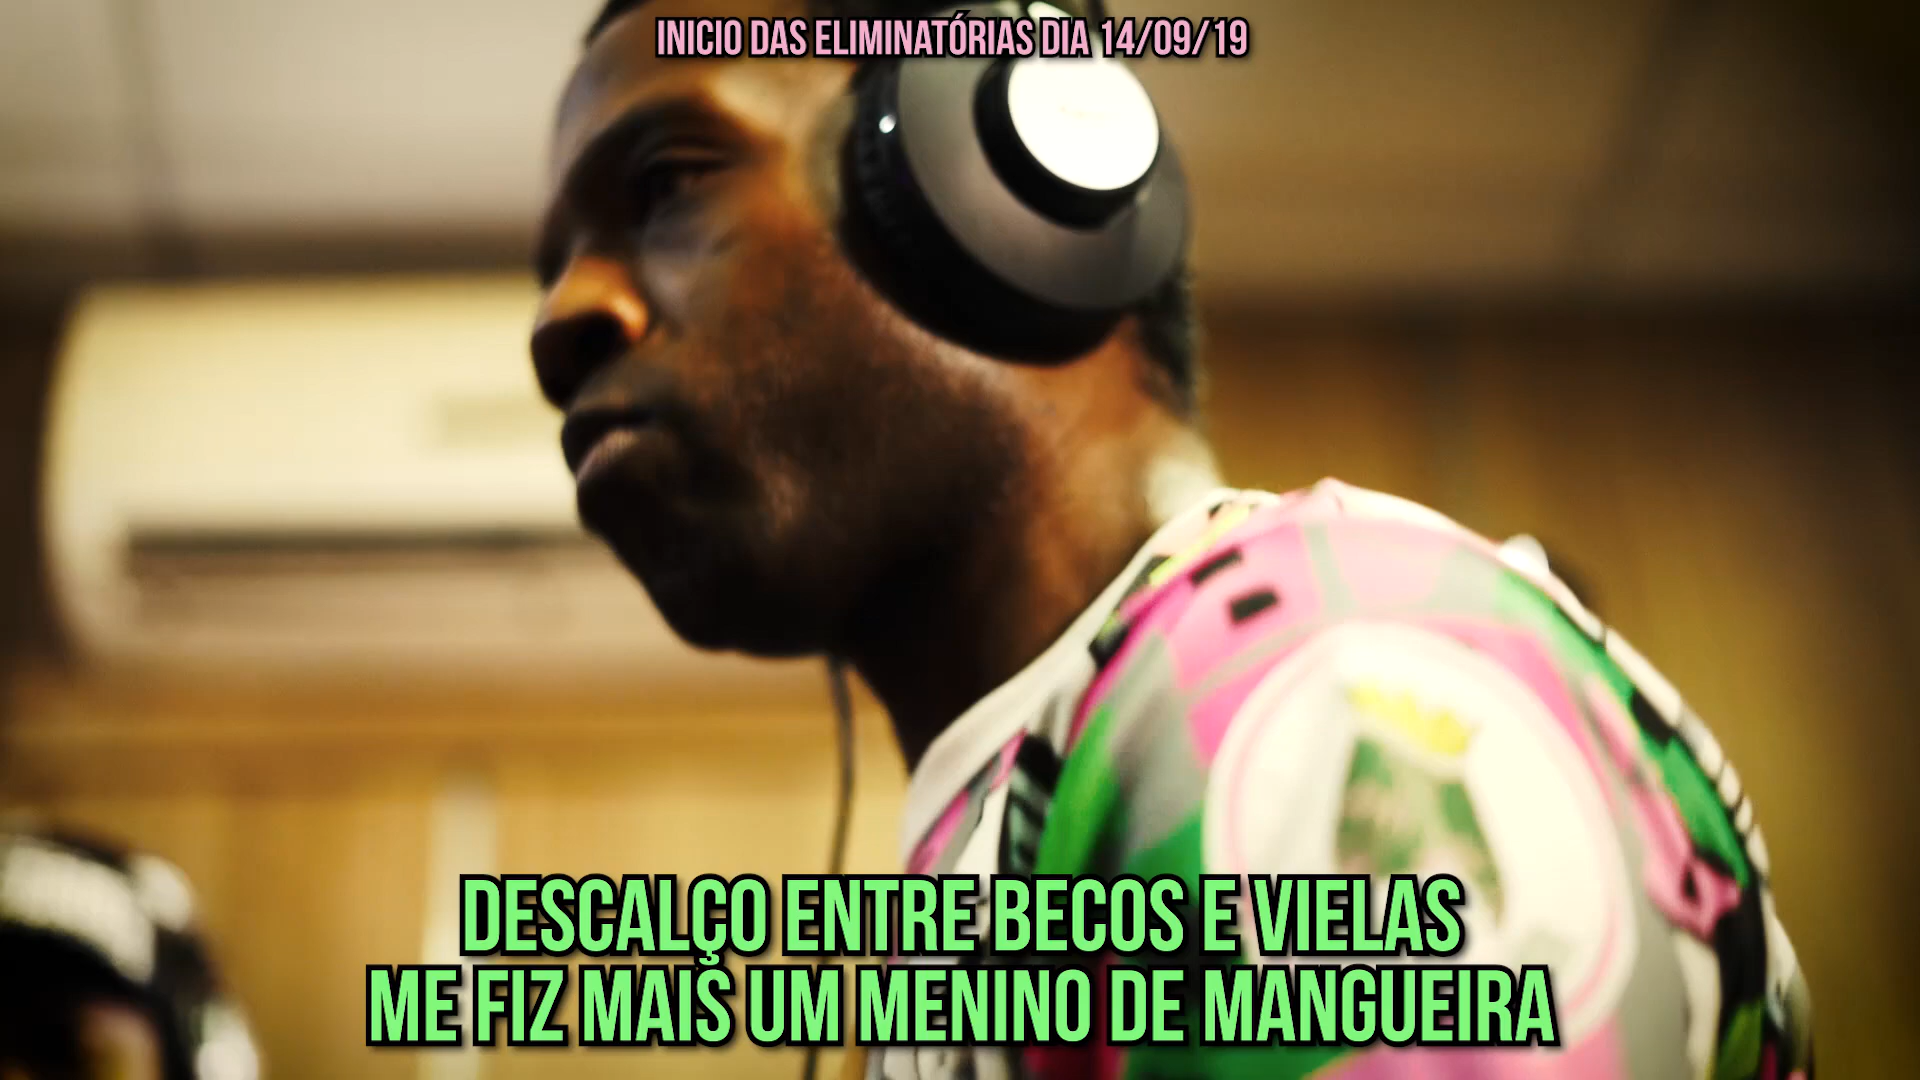 INICIO DAS ELIMINATÓRIAS DIA 14/09/19
DESCALÇO ENTRE BECOS E VIELAS
ME FIZ MAIS UM MENINO DE MANGUEIRA